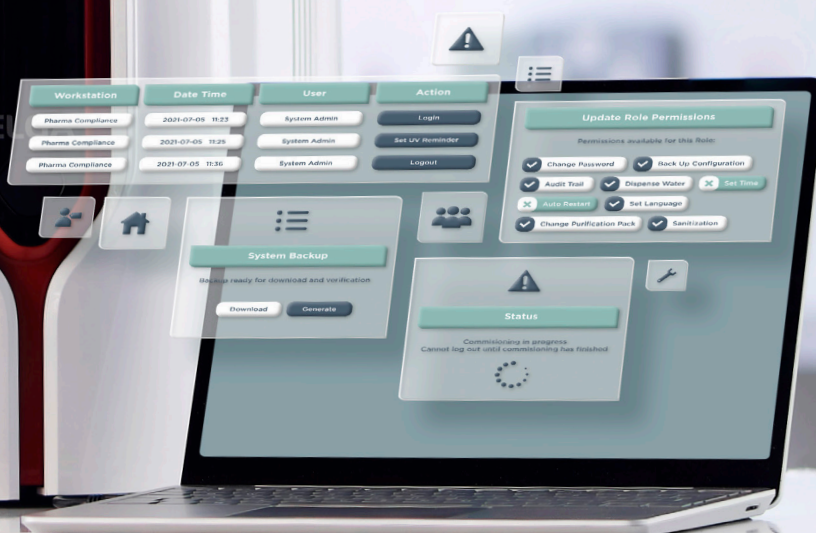 Workstation Date Time User Action
Pharma Compliance 2021-07-05 11:23 System Admin Login
Pharma Compliance 2021-07-05 11:25 System Admin Set UV Reminder
Pharma Compliance 2021-07-05 11:36 System Admin Logout
Update Role Permissions
Permissions available for this Role:
Change Password Back Up Configuration
Audit Trail Dispense Water Set Time
Auto Restart Set Language
Change Purification Pack Sanitization
System Backup
Backup ready for download and verification
Download Generate
Status
Commisioning in progress
Cannot log out until commisioning has finished